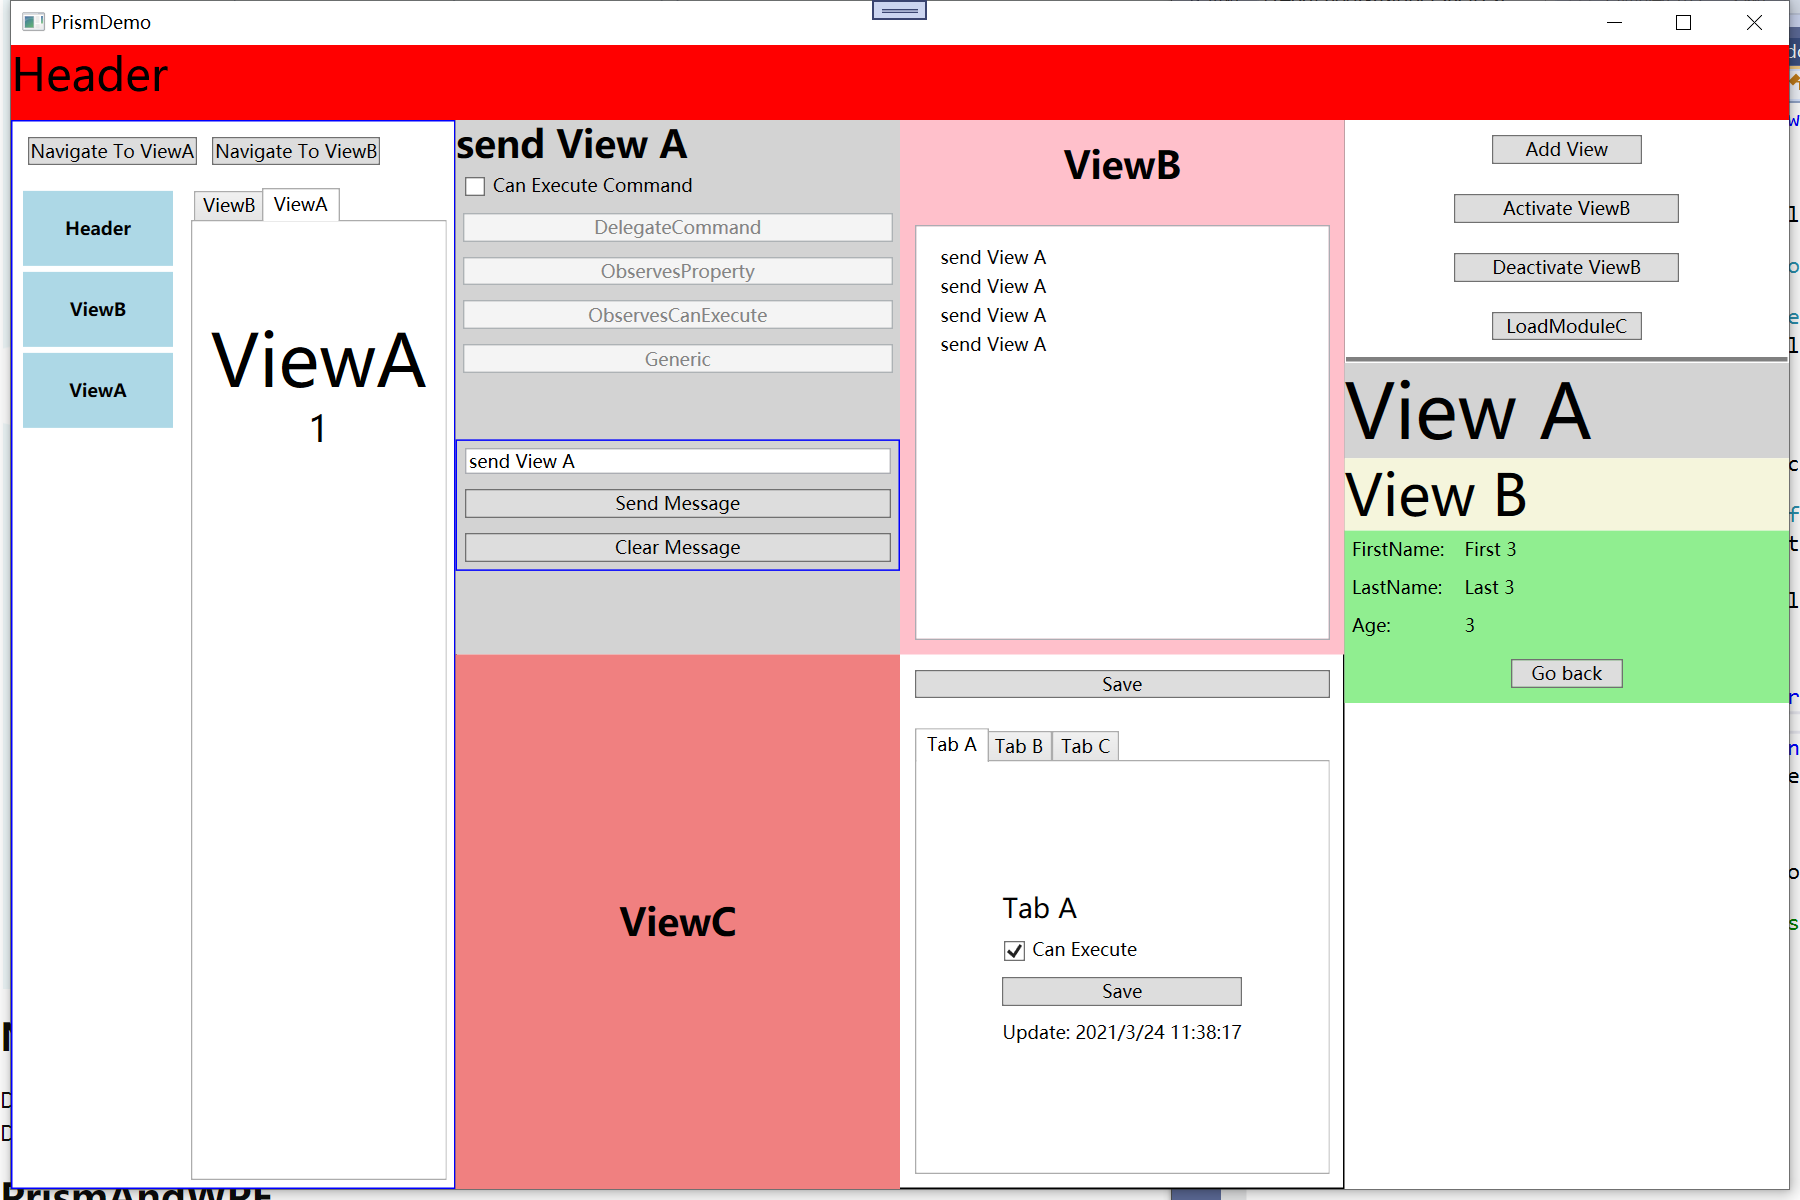 PrismDemo
Header
Navigate To ViewA
Navigate To ViewB
Header
ViewB
ViewA
ViewB
ViewA
ViewA
1
send View A
Can Execute Command
DelegateCommand
ObservesProperty
ObservesCanExecute
Generic
send View A
Send Message
Clear Message
ViewC
ViewB
send View A
send View A
send View A
send View A
Save
Tab A
Tab B
Tab C
Tab A
Can Execute
Save
Update: 2021/3/24 11:38:17
Add View
Activate ViewB
Deactivate ViewB
LoadModuleC
View A
View B
FirstName: First 3
LastName: Last 3
Age: 3
Go back
PrismAndWPF